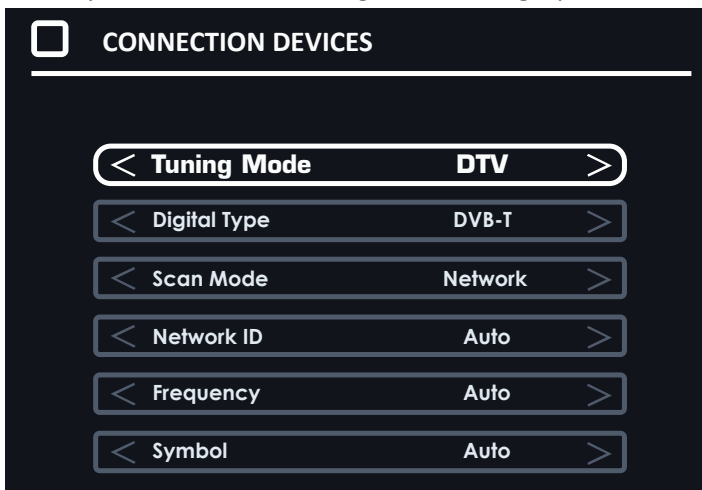 CONNECTION DEVICES
< Tuning Mode DTV >
< Digital Type DVB-T >
< Scan Mode Network >
< Network ID Auto >
< Frequency Auto >
< Symbol Auto >